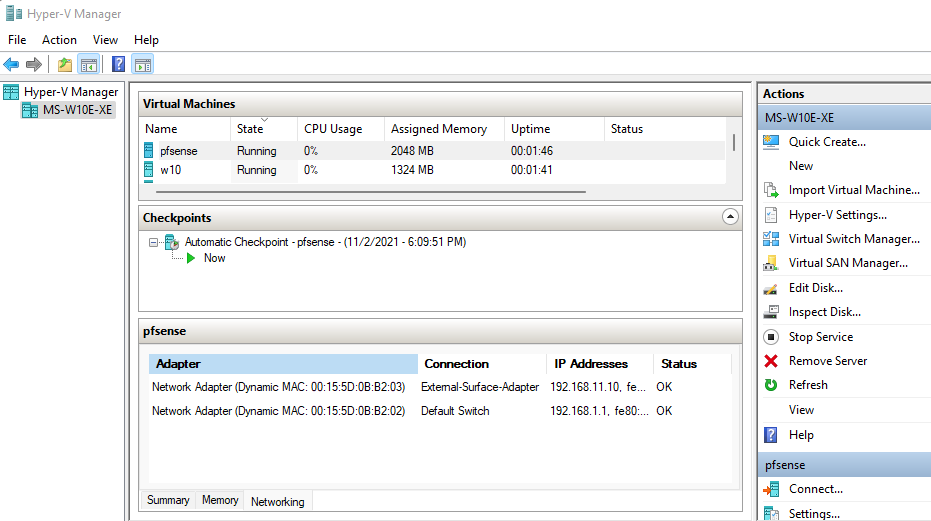 Hyper-V Manager
File Action View Help
Hyper-V Manager
MS-W10E-XE
Virtual Machines
Name State CPU Usage Assigned Memory Uptime Status
pfsense Running 0% 2048 MB 00:01:46
w10 Running 0% 1324 MB 00:01:41
Checkpoints
Automatic Checkpoint - pfsense - (11/2/2021 - 6:09:51 PM)
Now
pfsense
Adapter Connection IP Addresses Status
Network Adapter (Dynamic MAC: 00:15:5D:0B:B2:03) External-Surface-Adapter 192.168.11.10, fe... OK
Network Adapter (Dynamic MAC: 00:15:5D:0B:B2:02) Default Switch 192.168.1.1, fe80:... OK
Summary Memory Networking
Actions
MS-W10E-XE
Quick Create...
New
Import Virtual Machine...
Hyper-V Settings...
Virtual Switch Manager...
Virtual SAN Manager...
Edit Disk...
Inspect Disk...
Stop Service
Remove Server
Refresh
View
Help
pfsense
Connect...
Settings...